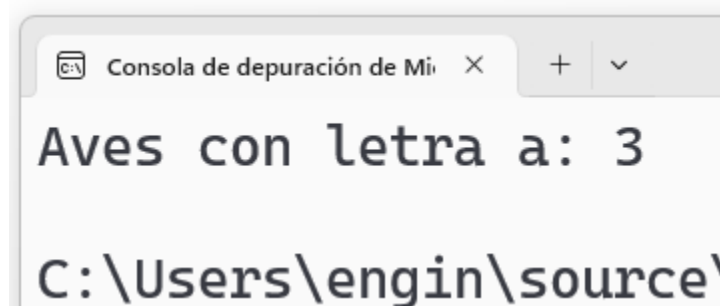 Consola de depuración de Mi
Aves con letra a: 3
C:\Users\engin\source\